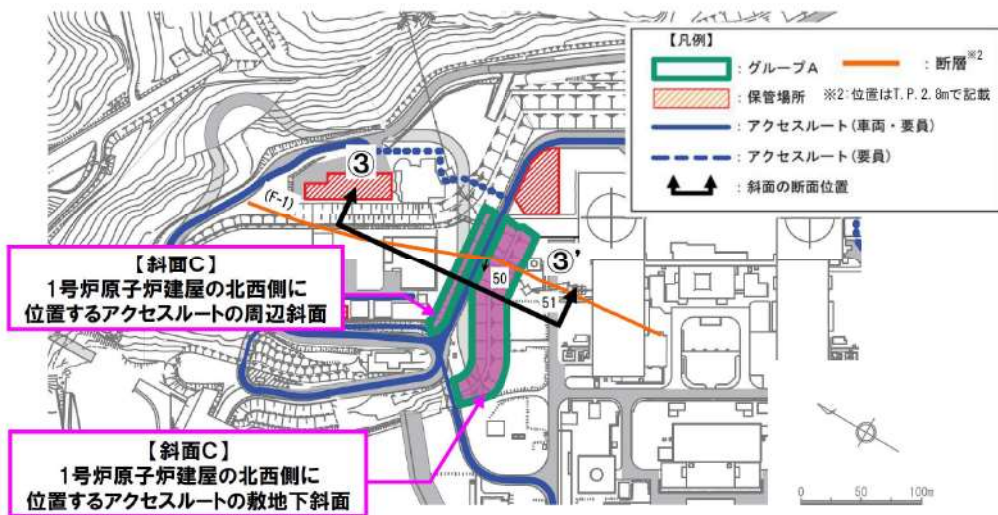 【凡例】
：グループA
：断層※2
：保管場所
※2：位置はT.P.2.8mで記載
：アクセスルート(車両・要員)
：アクセスルート(要員)
：斜面の断面位置
③
(F-1)
③'
50
51
【斜面C】
1号炉原子炉建屋の北西側に
位置するアクセスルートの周辺斜面
【斜面C】
1号炉原子炉建屋の北西側に
位置するアクセスルートの敷地下斜面
0 50 100m